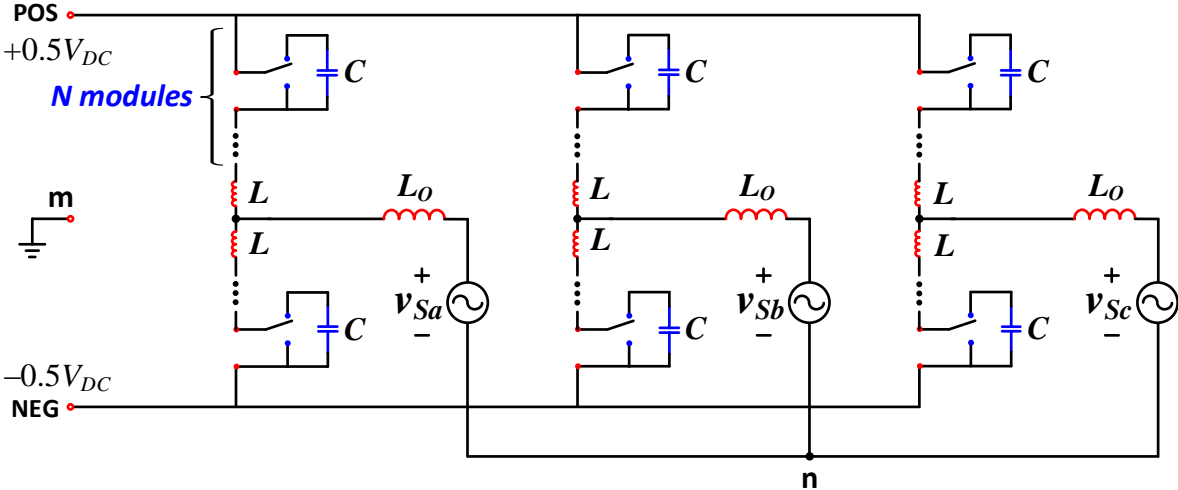 POS
+0.5V_DC
N modules
C
C
C
m
L
L_O
L
L_O
L
L_O
L
L
L
+
v_Sa
−
+
v_Sb
−
+
v_Sc
−
C
C
C
−0.5V_DC
NEG
n